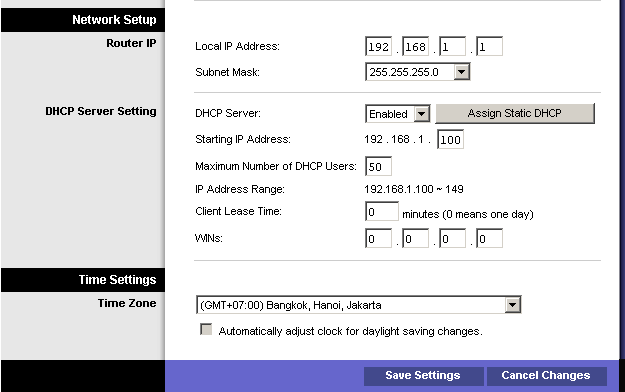 Network Setup
Router IP
Local IP Address: 192 . 168 . 1 . 1
Subnet Mask: 255.255.255.0
DHCP Server Setting
DHCP Server: Enabled Assign Static DHCP
Starting IP Address: 192 . 168 . 1 . 100
Maximum Number of DHCP Users: 50
IP Address Range: 192.168.1.100 ~ 149
Client Lease Time: 0 minutes (0 means one day)
WINs: 0 . 0 . 0 . 0
Time Settings
Time Zone
(GMT+07:00) Bangkok, Hanoi, Jakarta
Automatically adjust clock for daylight saving changes.
Save Settings Cancel Changes